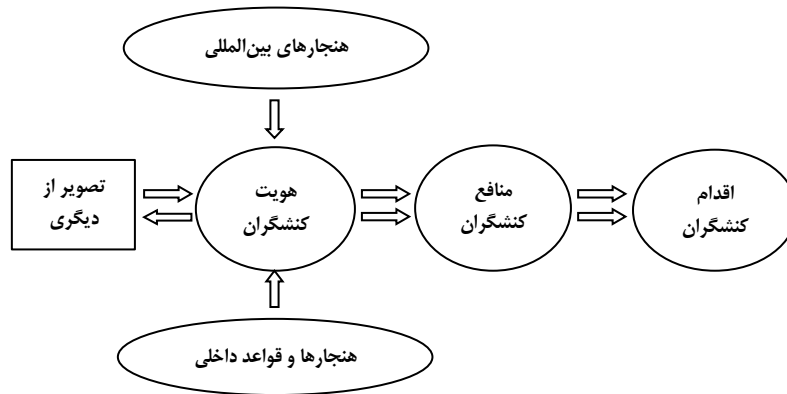 هنجارهای بین‌المللی
تصویر از
دیگری
هویت
کنشگران
منافع
کنشگران
اقدام
کنشگران
هنجارها و قواعد داخلی